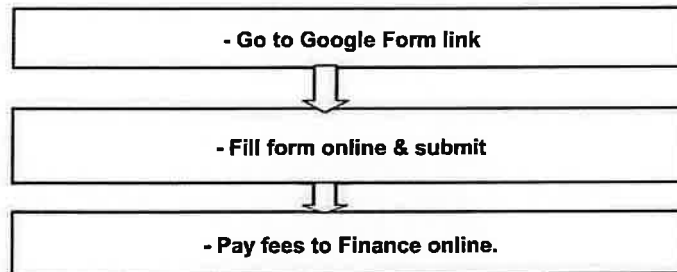 - Go to Google Form link
- Fill form online & submit
- Pay fees to Finance online.